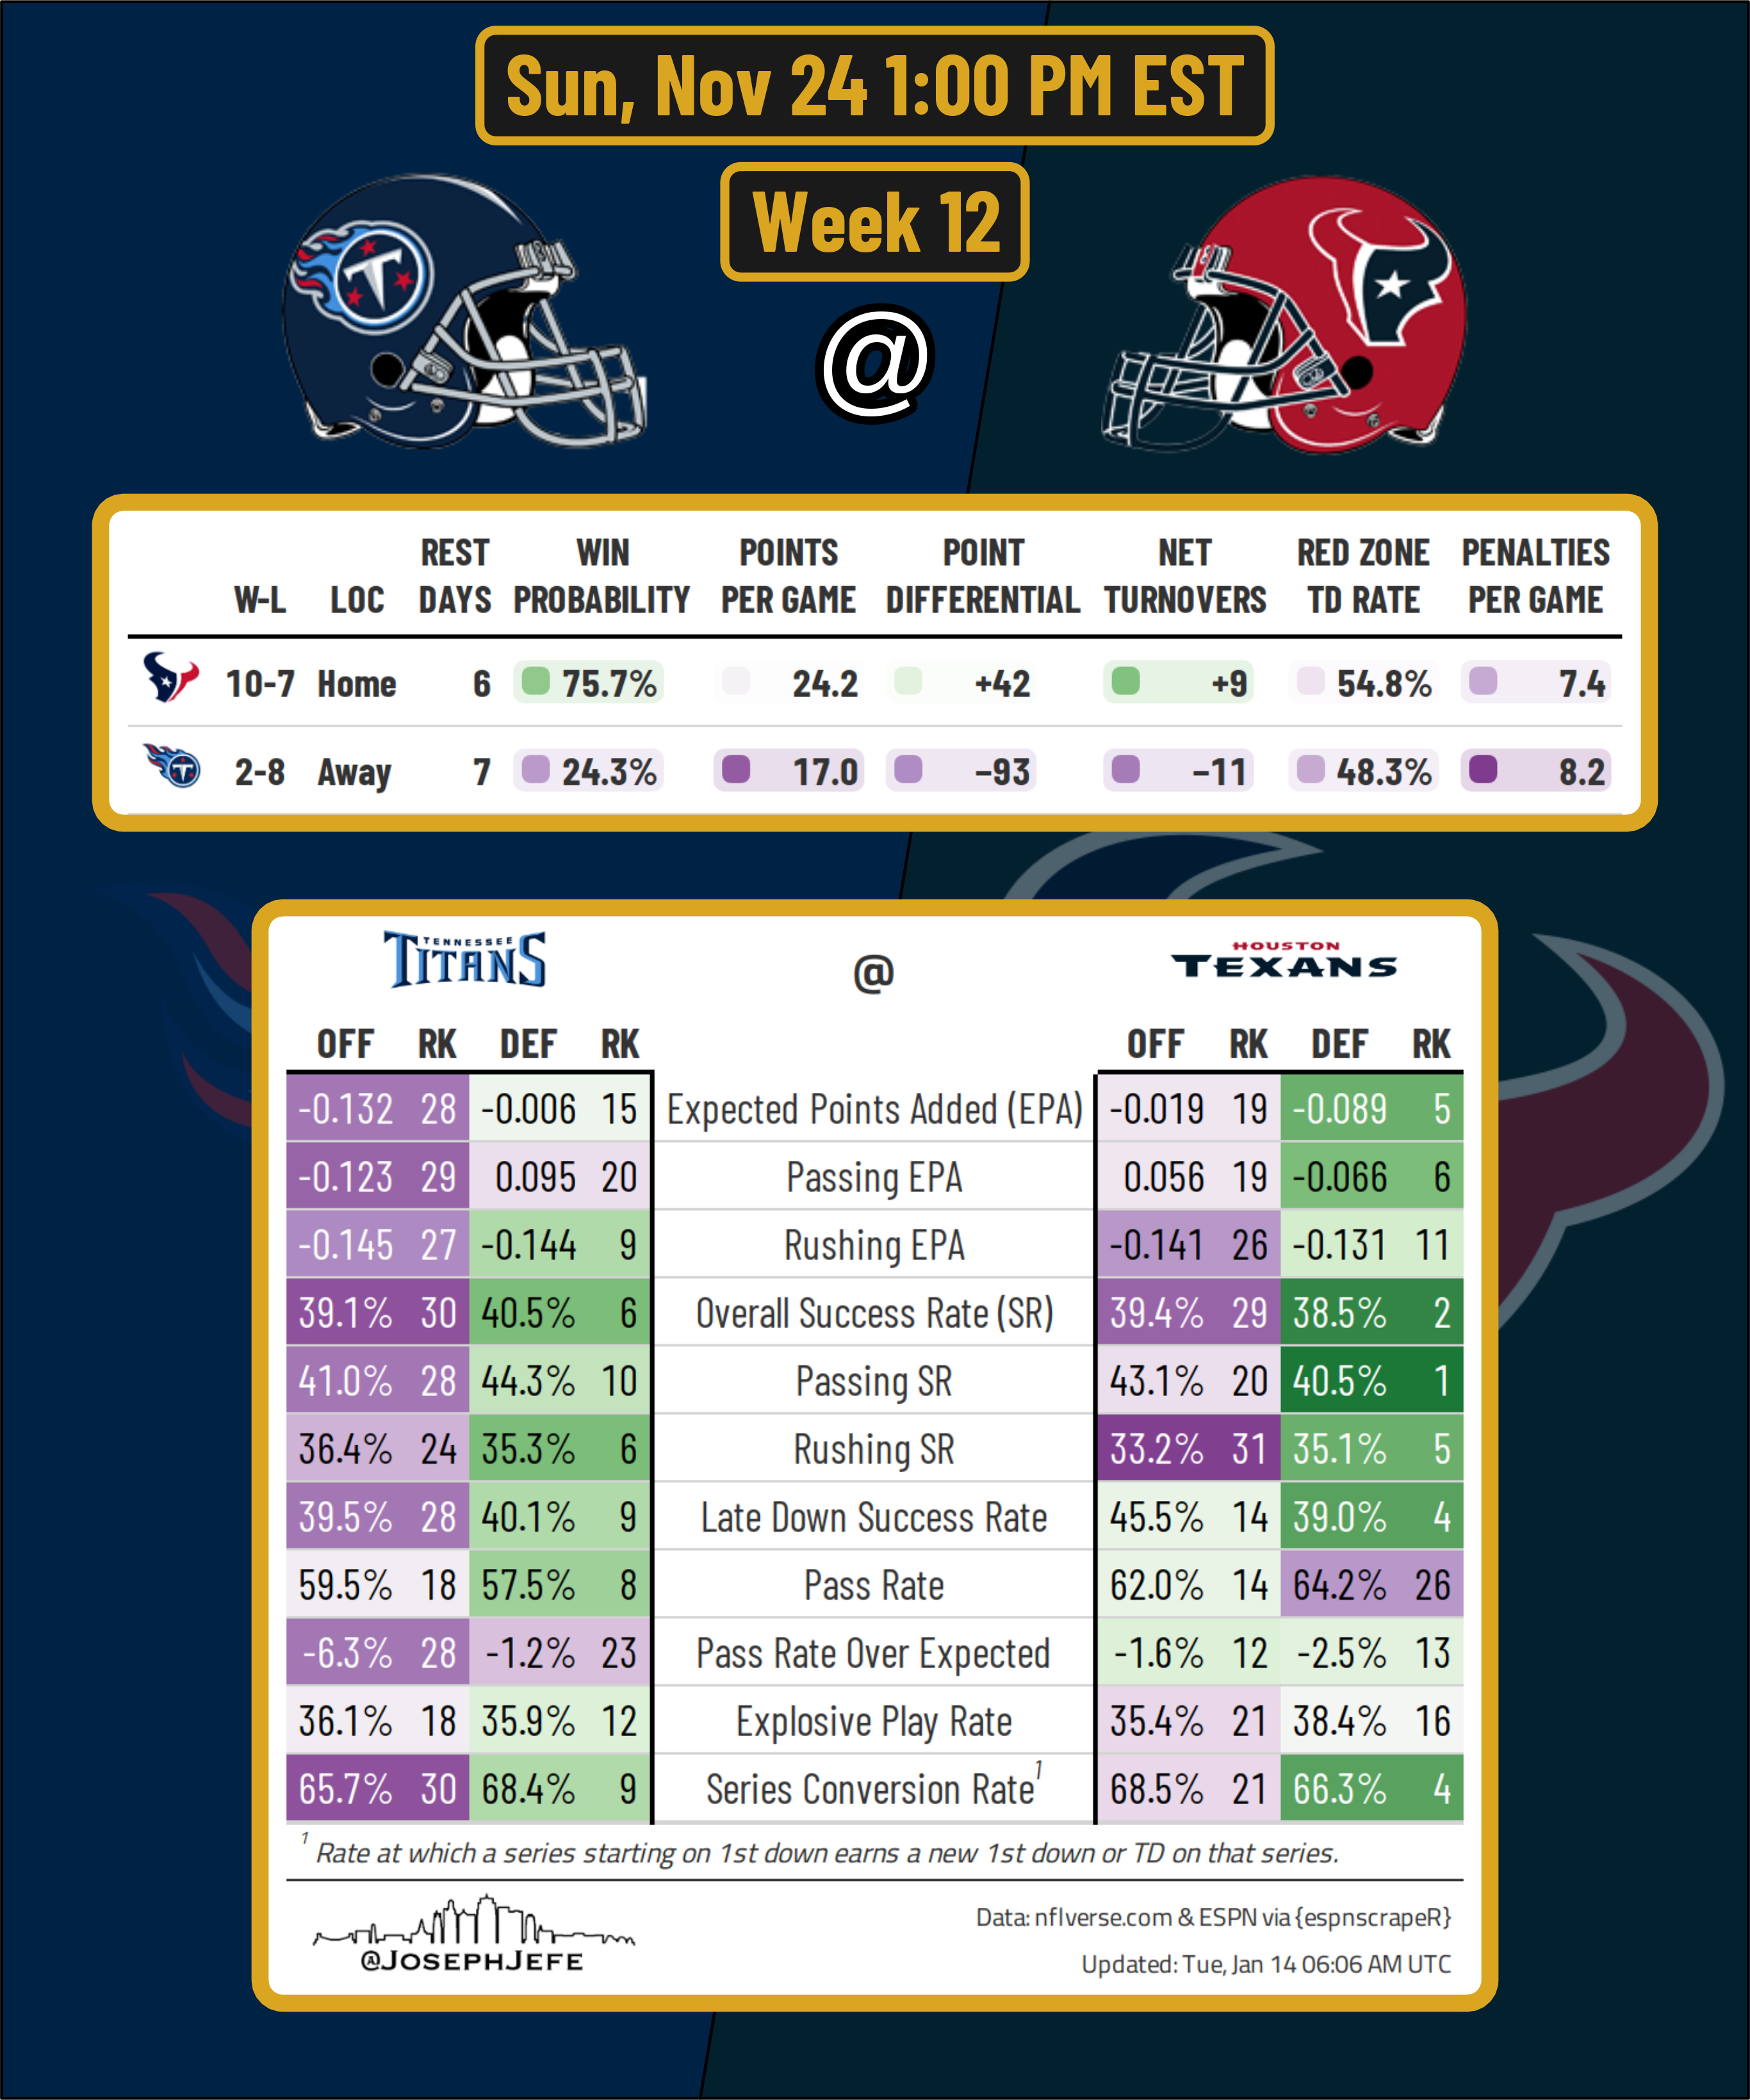 Sun, Nov 24 1:00 PM EST
Week 12
@
W-L LOC REST DAYS WIN PROBABILITY POINTS PER GAME POINT DIFFERENTIAL NET TURNOVERS RED ZONE TD RATE PENALTIES PER GAME
10-7 Home 6 75.7% 24.2 +42 +9 54.8% 7.4
T 2-8 Away 7 24.3% 17.0 −93 −11 48.3% 8.2
TENNESSEE TITANS @ HOUSTON TEXANS
OFF RK DEF RK OFF RK DEF RK
-0.132 28 -0.006 15 Expected Points Added (EPA) -0.019 19 -0.089 5
-0.123 29 0.095 20 Passing EPA 0.056 19 -0.066 6
-0.145 27 -0.144 9 Rushing EPA -0.141 26 -0.131 11
39.1% 30 40.5% 6 Overall Success Rate (SR) 39.4% 29 38.5% 2
41.0% 28 44.3% 10 Passing SR 43.1% 20 40.5% 1
36.4% 24 35.3% 6 Rushing SR 33.2% 31 35.1% 5
39.5% 28 40.1% 9 Late Down Success Rate 45.5% 14 39.0% 4
59.5% 18 57.5% 8 Pass Rate 62.0% 14 64.2% 26
-6.3% 28 -1.2% 23 Pass Rate Over Expected -1.6% 12 -2.5% 13
36.1% 18 35.9% 12 Explosive Play Rate 35.4% 21 38.4% 16
65.7% 30 68.4% 9 Series Conversion Rate¹ 68.5% 21 66.3% 4
¹ Rate at which a series starting on 1st down earns a new 1st down or TD on that series.
@JOSEPHJEFE
Data: nflverse.com & ESPN via {espnscrapeR}
Updated: Tue, Jan 14 06:06 AM UTC